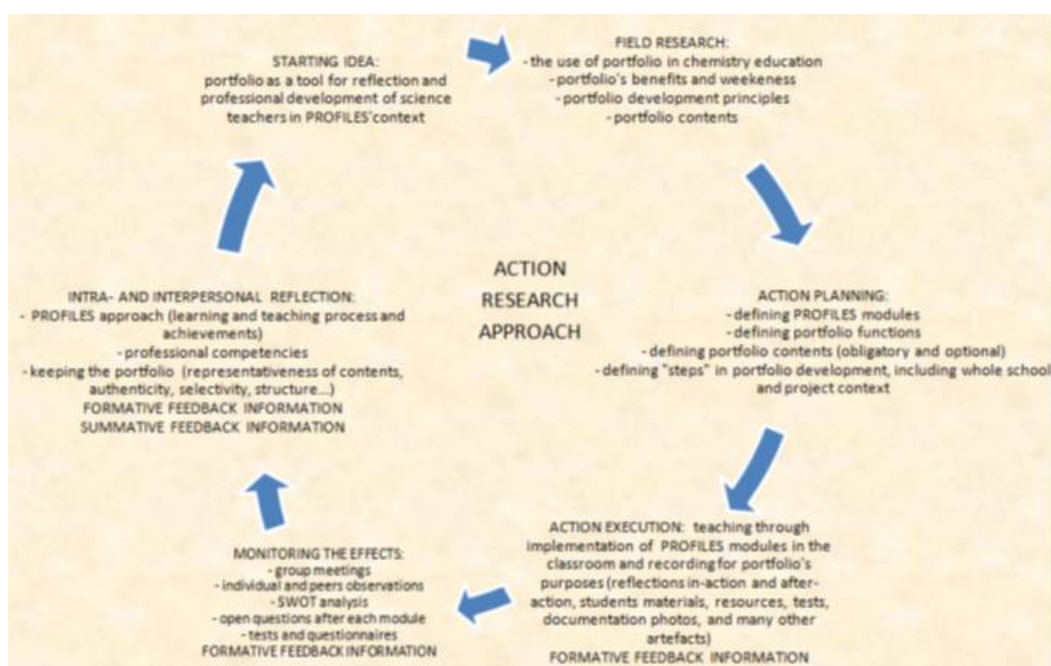 STARTING IDEA:
portfolio as a tool for reflection and
professional development of science
teachers in PROFILES'context
FIELD RESEARCH:
- the use of portfolio in chemistry education
- portfolio's benefits and weekeness
- portfolio development principles
- portfolio contents
ACTION
RESEARCH
APPROACH
ACTION PLANNING:
- defining PROFILES modules
- defining portfolio functions
- defining portfolio contents (obligatory and optional)
- defining "steps" in portfolio development, including whole school
and project context
ACTION EXECUTION: teaching through
implementation of PROFILES modules in the
classroom and recording for portfolio's
purposes (reflections in-action and after-
action, students materials, resources, tests,
documentation photos, and many other
artefacts)
FORMATIVE FEEDBACK INFORMATION
MONITORING THE EFFECTS:
- group meetings
- individual and peers observations
- SWOT analysis
- open questions after each module
- tests and questionnaires
FORMATIVE FEEDBACK INFORMATION
INTRA- AND INTERPERSONAL REFLECTION:
- PROFILES approach (learning and teaching process and
achievements)
- professional competencies
- keeping the portfolio (representativeness of contents,
authenticity, selectivity, structure...)
FORMATIVE FEEDBACK INFORMATION
SUMMATIVE FEEDBACK INFORMATION